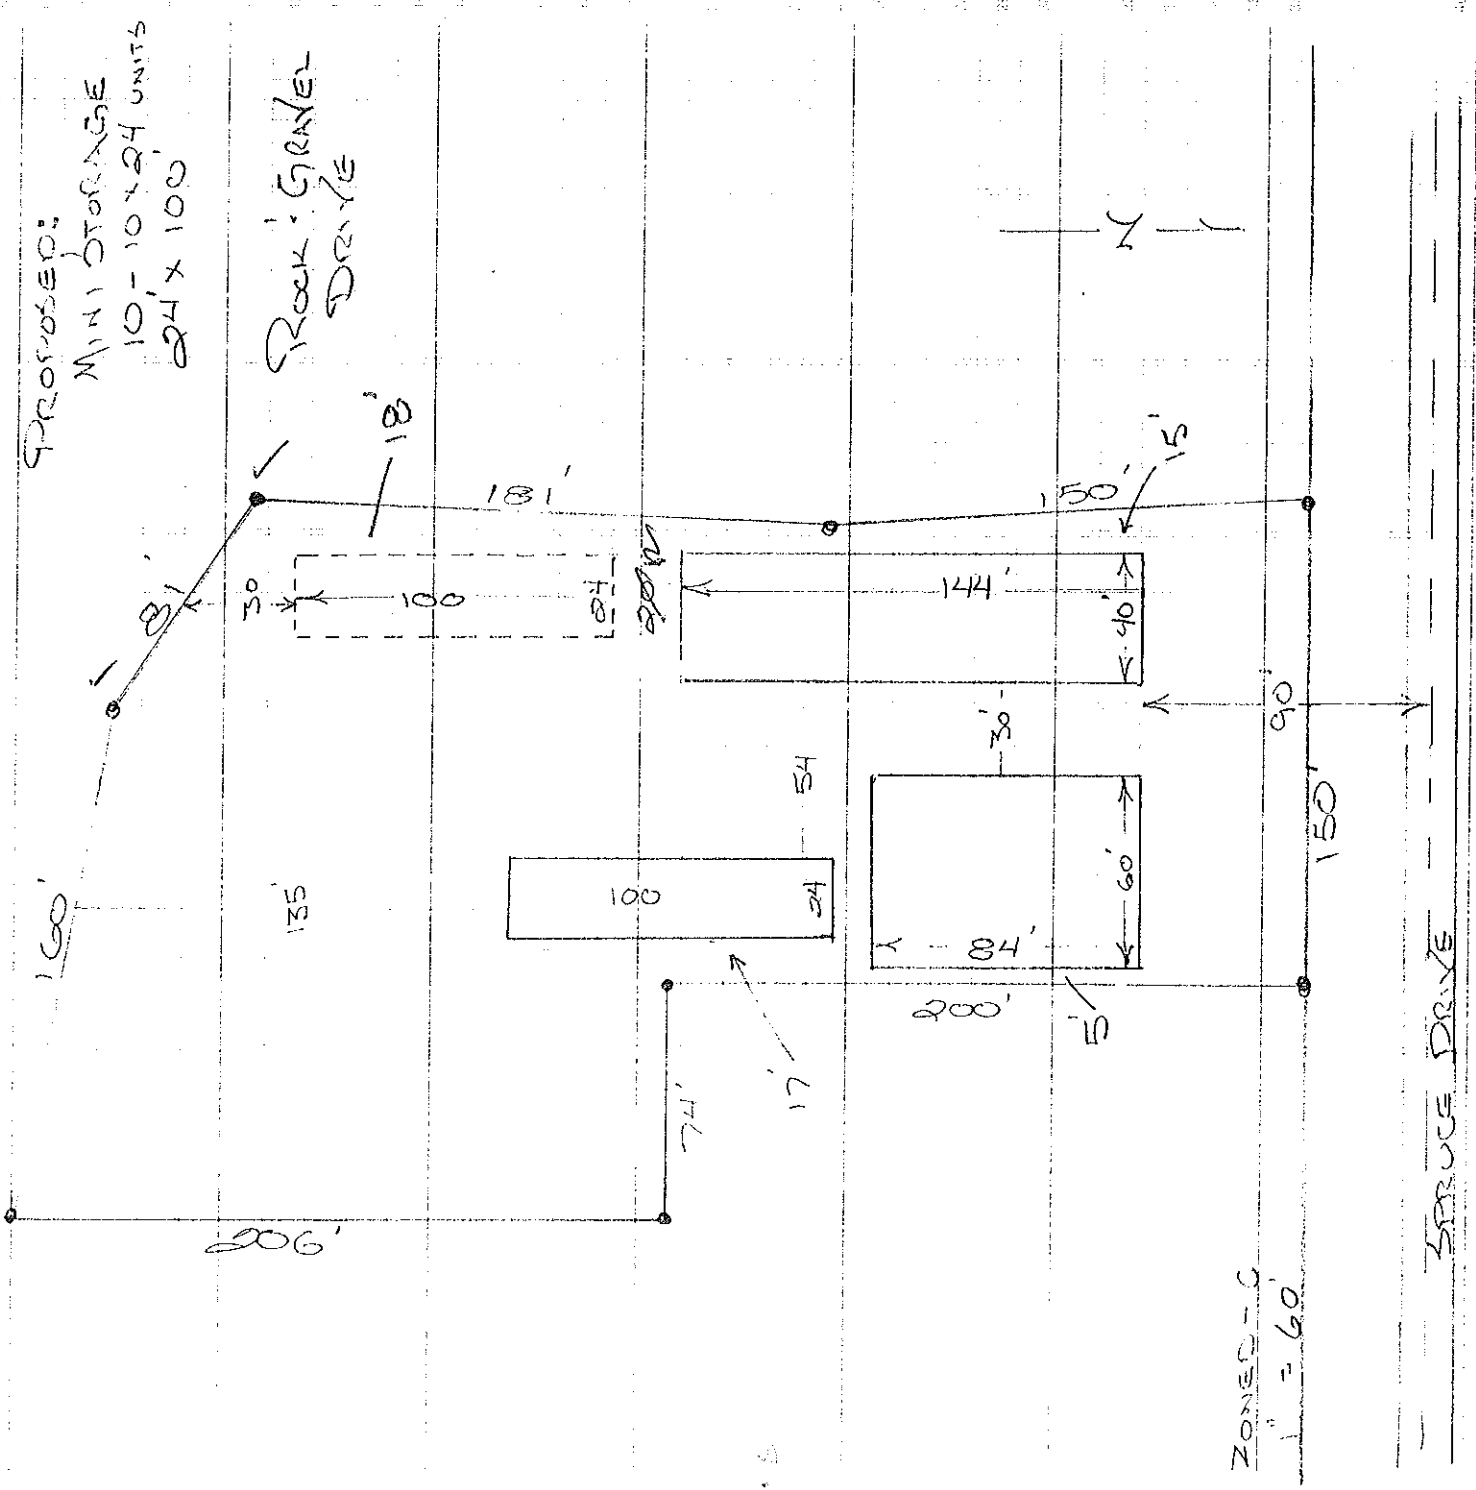 PROPOSED:
MINI STORAGE
10 - 10 x 24 UNITS
24' x 100'
ROCK : GRAVEL
DRIVE
160'
81'
181'
18'
30
100
24
150'
15'
144'
40'
135'
54
30'
100
24
17'
84'
60'
90'
200'
5'
74'
206'
150'
ZONED - C
1" = 60'
SPRUCE DRIVE